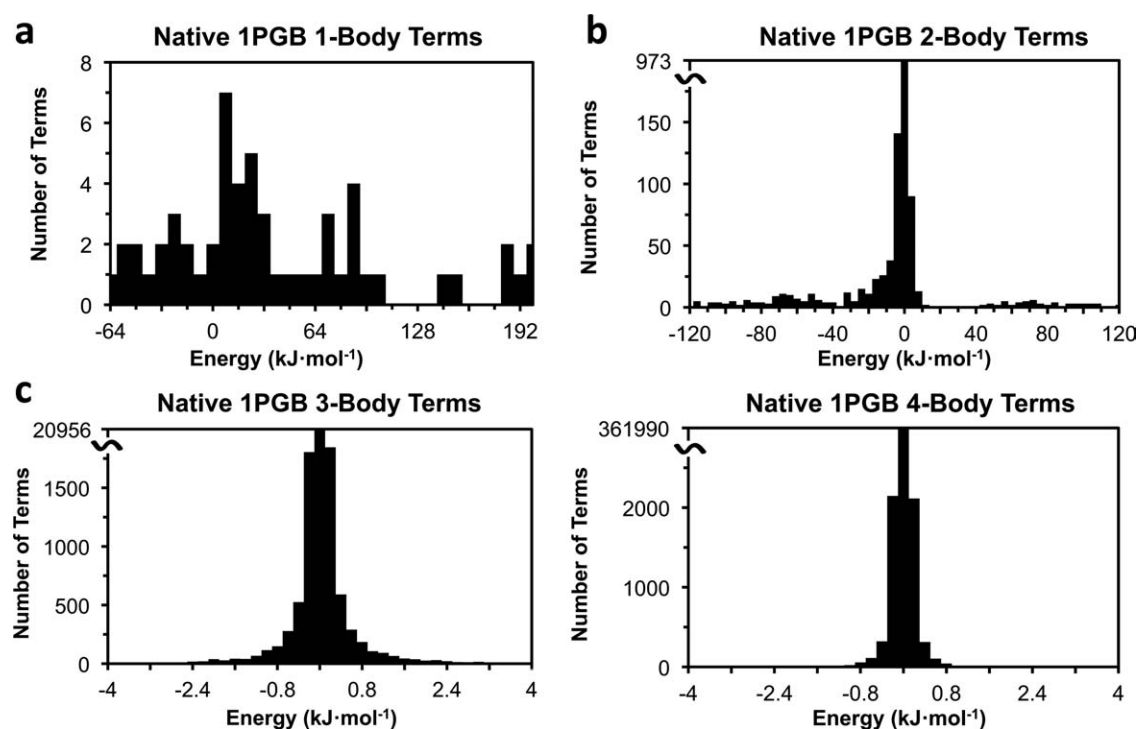 a
Native 1PGB 1-Body Terms
8
6
4
2
0
Number of Terms
-64 0 64 128 192
Energy (kJ·mol⁻¹)
b
Native 1PGB 2-Body Terms
973
150
100
50
0
Number of Terms
-120 -80 -40 0 40 80 120
Energy (kJ·mol⁻¹)
c
Native 1PGB 3-Body Terms
20956
1500
1000
500
0
Number of Terms
-4 -2.4 -0.8 0.8 2.4 4
Energy (kJ·mol⁻¹)
Native 1PGB 4-Body Terms
361990
2000
1000
0
Number of Terms
-4 -2.4 -0.8 0.8 2.4 4
Energy (kJ·mol⁻¹)